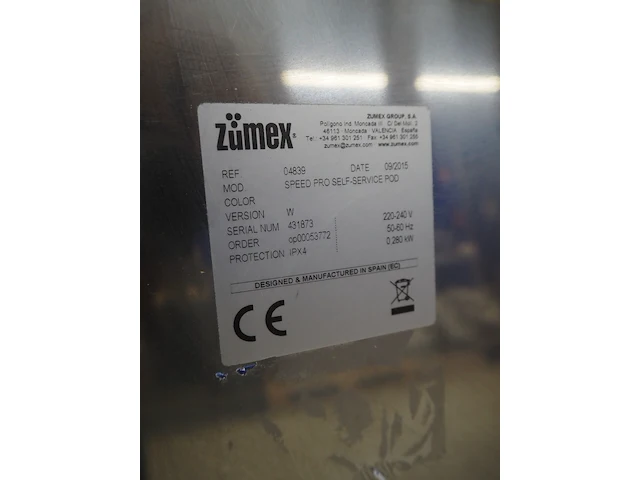 zümex®
ZUMEX GROUP, S.A.
Polígono Ind. Moncada III C/ Del Molí, 2
46113 - Moncada VALENCIA España
Tel.: +34 961 301 251 Fax: +34 961 301 255
zumex@zumex.com www.zumex.com
REF. 04839 DATE 09/2015
MOD. SPEED PRO SELF-SERVICE POD
COLOR
VERSION W 220-240 V
SERIAL NUM 431873 50-60 Hz
ORDER op00053772 0,280 kW
PROTECTION IPX4
DESIGNED & MANUFACTURED IN SPAIN (EC)
CE